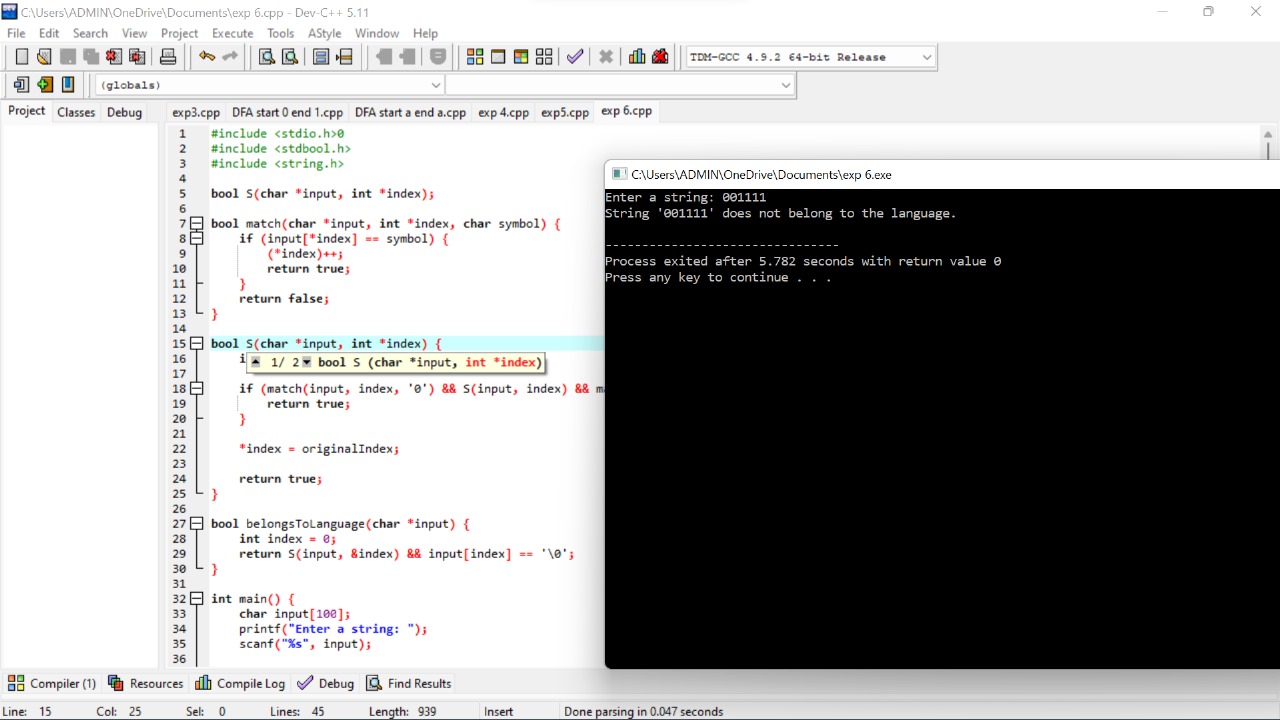 C:\Users\ADMIN\OneDrive\Documents\exp 6.cpp - Dev-C++ 5.11
File Edit Search View Project Execute Tools AStyle Window Help
TDM-GCC 4.9.2 64-bit Release
(globals)
Project Classes Debug
exp3.cpp DFA start 0 end 1.cpp DFA start a end a.cpp exp 4.cpp exp5.cpp exp 6.cpp
1 #include <stdio.h>0
2 #include <stdbool.h>
3 #include <string.h>
4
5 bool S(char *input, int *index);
6
7 bool match(char *input, int *index, char symbol) {
8 if (input[*index] == symbol) {
9 (*index)++;
10 return true;
11 }
12 return false;
13 }
14
15 bool S(char *input, int *index) {
16 i
1/ 2 bool S (char *input, int *index)
17
18 if (match(input, index, '0') && S(input, index) && m
19 return true;
20 }
21
22 *index = originalIndex;
23
24 return true;
25 }
26
27 bool belongsToLanguage(char *input) {
28 int index = 0;
29 return S(input, &index) && input[index] == '\0';
30 }
31
32 int main() {
33 char input[100];
34 printf("Enter a string: ");
35 scanf("%s", input);
36
C:\Users\ADMIN\OneDrive\Documents\exp 6.exe
Enter a string: 001111
String '001111' does not belong to the language.
--------------------------------
Process exited after 5.782 seconds with return value 0
Press any key to continue . . .
Compiler (1) Resources Compile Log Debug Find Results
Line: 15 Col: 25 Sel: 0 Lines: 45 Length: 939 Insert Done parsing in 0.047 seconds